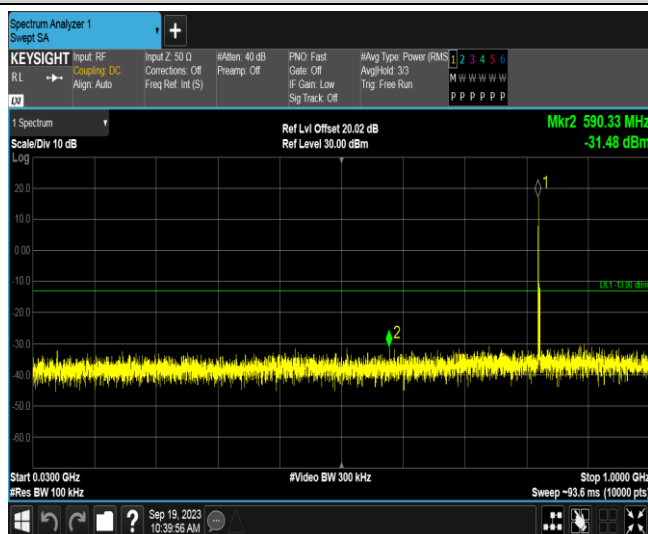 Spectrum Analyzer 1
Swept SA
+
KEYSIGHT
RL
LXI
Input: RF
Coupling: DC
Align: Auto
Input Z: 50 Ω
Corrections: Off
Freq Ref: Int (S)
#Atten: 40 dB
Preamp: Off
PNO: Fast
Gate: Off
IF Gain: Low
Sig Track: Off
#Avg Type: Power (RMS
Avg|Hold: 3/3
Trig: Free Run
1 2 3 4 5 6
M W W W W W
P P P P P P
1 Spectrum
Scale/Div 10 dB
Log
Ref Lvl Offset 20.02 dB
Ref Level 30.00 dBm
Mkr2 590.33 MHz
-31.48 dBm
1
20.0
10.0
0.00
-10.0
DL1 -13.00 dBm
-20.0
2
-30.0
-40.0
-50.0
-60.0
Start 0.0300 GHz
#Video BW 300 kHz
Stop 1.0000 GHz
#Res BW 100 kHz
Sweep ~93.6 ms (10000 pts)
?
Sep 19, 2023
10:39:56 AM